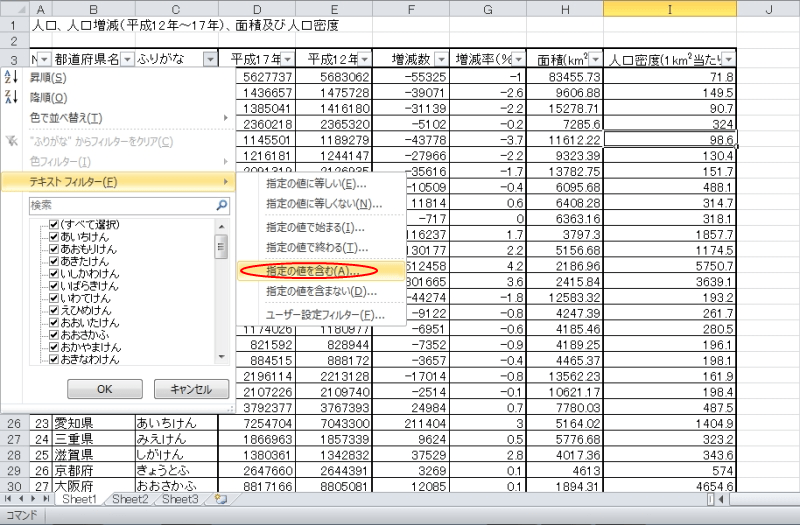 A B C D E F G H I J
1 人口、人口増減(平成12年～17年)、面積及び人口密度
2
3 都道府県名 ふりがな 平成17年 平成12年 増減数 増減率(% 面積(km² 人口密度(1km²当たり
昇順(S)
降順(O)
色で並べ替え(T)
"ふりがな" からフィルターをクリア(C)
色フィルター(I)
テキスト フィルター(F)
検索
(すべて選択)
あいちけん
あおもりけん
あきたけん
いしかわけん
いばらきけん
いわてけん
えひめけん
おおいたけん
おおさかふ
おかやまけん
おきなわけん
OK キャンセル
指定の値に等しい(E)...
指定の値に等しくない(N)...
指定の値で始まる(I)...
指定の値で終わる(T)...
指定の値を含む(A)...
指定の値を含まない(D)...
ユーザー設定フィルター(F)...
5627737 5683062 -55325 -1 83455.73 71.8
1436657 1475728 -39071 -2.6 9606.88 149.5
1385041 1416180 -31139 -2.2 15278.71 90.7
2360218 2365320 -5102 -0.2 7285.6 324
1145501 1189279 -43778 -3.7 11612.22 98.6
1216181 1244147 -27966 -2.2 9323.39 130.4
2091319 2126935 -35616 -1.7 13782.75 151.7
-10509 -0.4 6095.68 488.1
11814 0.6 6408.28 314.7
-717 0 6363.16 318.1
116237 1.7 3797.3 1857.7
130177 2.2 5156.68 1174.5
512458 4.2 2186.96 5750.7
301665 3.6 2415.84 3639.1
-44274 -1.8 12583.32 193.2
-9122 -0.8 4247.39 261.7
1174026 1180977 -6951 -0.6 4185.46 280.5
821592 828944 -7352 -0.9 4189.25 196.1
884515 888172 -3657 -0.4 4465.37 198.1
2196114 2213128 -17014 -0.8 13562.23 161.9
2107226 2109740 -2514 -0.1 10621.17 198.4
3792377 3767393 24984 0.7 7780.03 487.5
26 23 愛知県 あいちけん 7254704 7043300 211404 3 5164.02 1404.9
27 24 三重県 みえけん 1866963 1857339 9624 0.5 5776.68 323.2
28 25 滋賀県 しがけん 1380361 1342832 37529 2.8 4017.36 343.6
29 26 京都府 きょうとふ 2647660 2644391 3269 0.1 4613 574
30 27 大阪府 おおさかふ 8817166 8805081 12085 0.1 1894.31 4654.6
Sheet1 Sheet2 Sheet3
コマンド